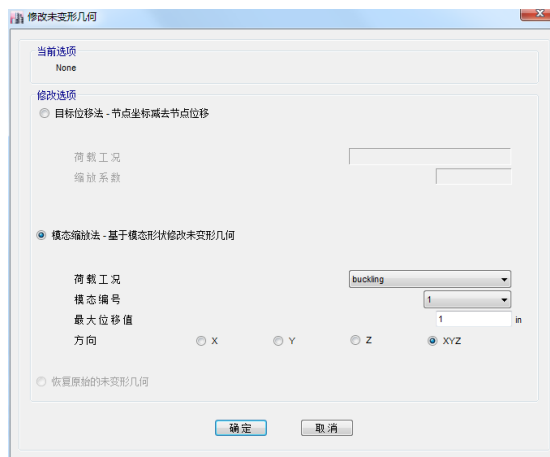 修改未变形几何
当前选项
None
修改选项
目标位移法 - 节点坐标减去节点位移
荷载工况
缩放系数
模态缩放法 - 基于模态形状修改未变形几何
荷载工况 buckling
模态编号 1
最大位移值 1 in
方向 X Y Z XYZ
恢复原始的未变形几何
确定 取消